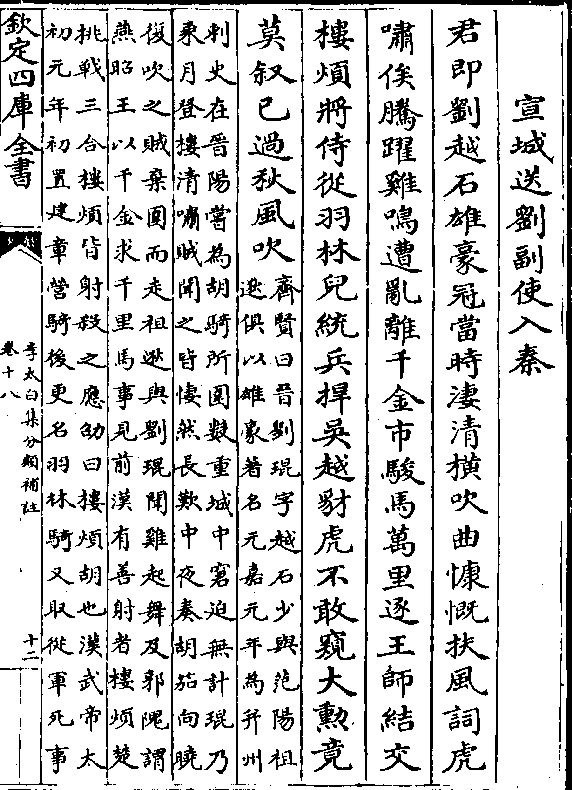 宣城送劉副使入秦
君即劉越石雄豪冠當時淒清橫吹曲慷慨扶風詞虎
嘯俟騰躍雞鳴遭亂離千金市駿馬萬里逐王師結交
樓煩將侍從羽林兒統兵捍吳越豺虎不敢窺大勲竟
莫叙已過秋風吹
齊賢曰晉劉琨字越石少與范陽祖
逖俱以雄豪著名元嘉元年為并州
刺史在晉陽嘗為胡騎所圍數重城中窘迫無計琨乃
乘月登樓清嘯賊聞之皆悽然長歎中夜奏胡笳向曉
復吹之賊棄圍而走祖逖與劉琨聞雞起舞及郭隗謂
燕昭王以千金求千里馬事見前漢有善射者樓煩楚
挑戰三合樓煩皆射殺之應劭曰樓煩胡也漢武帝太
初元年初置建章營騎後更名羽林騎又取從軍死事
欽定四庫全書
李太白集分類補註
卷十八
十二